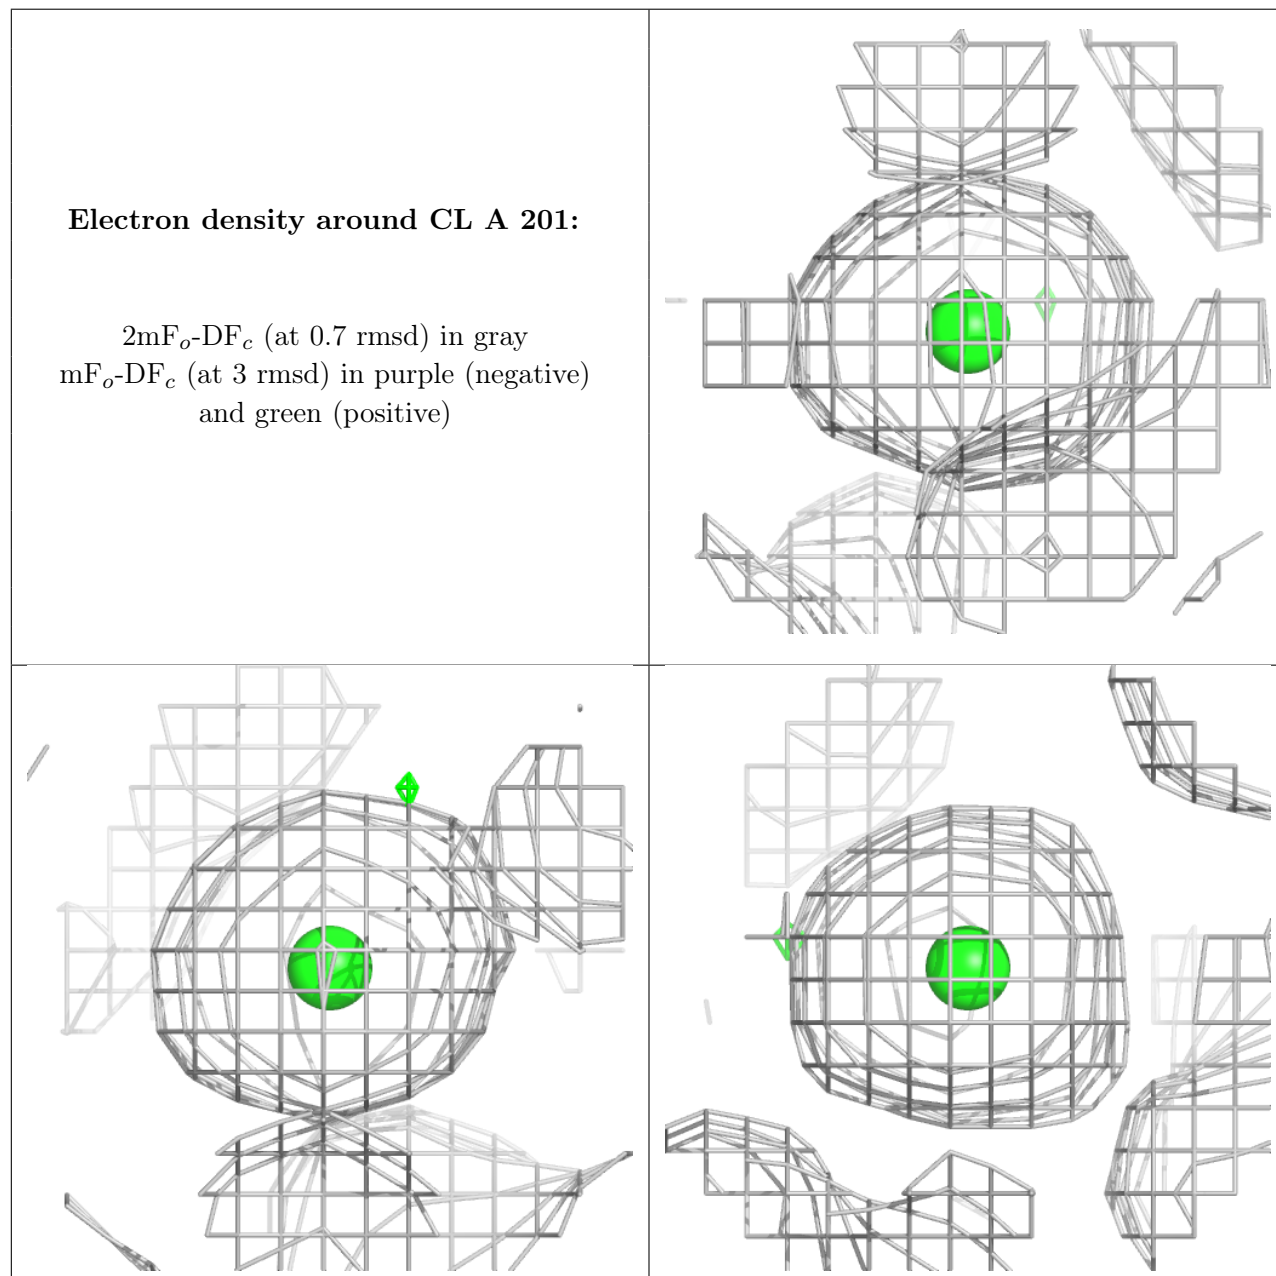 Electron density around CL A 201:
2mFo-DFc (at 0.7 rmsd) in gray
mFo-DFc (at 3 rmsd) in purple (negative)
and green (positive)